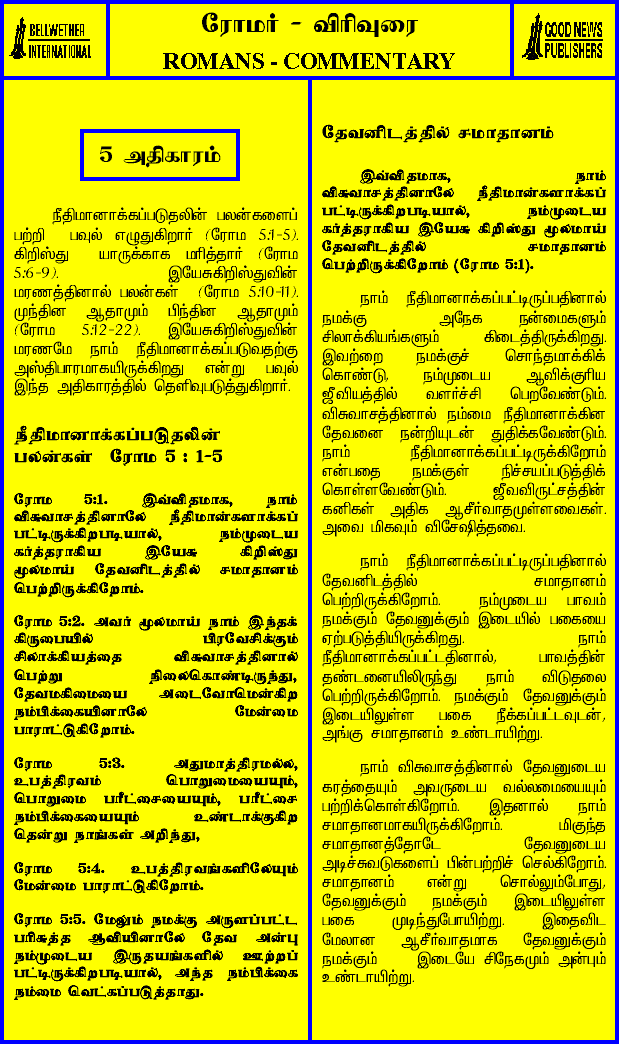 BELLWETHER
INTERNATIONAL
ரோமர் - விரிவுரை
ROMANS - COMMENTARY
GOOD NEWS
PUBLISHERS
5 அதிகாரம்
நீதிமானாக்கப்படுதலின் பலன்களைப்
பற்றி பவுல் எழுதுகிறார் (ரோம 5:1-5).
கிறிஸ்து யாருக்காக மரித்தார் (ரோம
5:6-9). இயேசுகிறிஸ்துவின்
மரணத்தினால் பலன்கள் (ரோம 5:10-11).
முந்தின ஆதாமும் பிந்தின ஆதாமும்
(ரோம 5:12-22). இயேசுகிறிஸ்துவின்
மரணமே நாம் நீதிமானாக்கப்படுவதற்கு
அஸ்திபாரமாகயிருக்கிறது என்று பவுல்
இந்த அதிகாரத்தில் தெளிவுபடுத்துகிறார்.
நீதிமானாக்கப்படுதலின்
பலன்கள் ரோம 5 : 1-5
ரோம 5:1. இவ்விதமாக, நாம்
விசுவாசத்தினாலே நீதிமான்களாக்கப்
பட்டிருக்கிறபடியால், நம்முடைய
கர்த்தராகிய இயேசு கிறிஸ்து
மூலமாய் தேவனிடத்தில் சமாதானம்
பெற்றிருக்கிறோம்.
ரோம 5:2. அவர் மூலமாய் நாம் இந்தக்
கிருபையில் பிரவேசிக்கும்
சிலாக்கியத்தை விசுவாசத்தினால்
பெற்று நிலைகொண்டிருந்து,
தேவமகிமையை அடைவோமென்கிற
நம்பிக்கையினாலே மேன்மை
பாராட்டுகிறோம்.
ரோம 5:3. அதுமாத்திரமல்ல,
உபத்திரவம் பொறுமையையும்,
பொறுமை பரீட்சையையும், பரீட்சை
நம்பிக்கையையும் உண்டாக்குகிற
தென்று நாங்கள் அறிந்து,
ரோம 5:4. உபத்திரவங்களிலேயும்
மேன்மை பாராட்டுகிறோம்.
ரோம 5:5. மேலும் நமக்கு அருளப்பட்ட
பரிசுத்த ஆவியினாலே தேவ அன்பு
நம்முடைய இருதயங்களில் ஊற்றப்
பட்டிருக்கிறபடியால், அந்த நம்பிக்கை
நம்மை வெட்கப்படுத்தாது.
தேவனிடத்தில் சமாதானம்
இவ்விதமாக, நாம்
விசுவாசத்தினாலே நீதிமான்களாக்கப்
பட்டிருக்கிறபடியால், நம்முடைய
கர்த்தராகிய இயேசு கிறிஸ்து மூலமாய்
தேவனிடத்தில் சமாதானம்
பெற்றிருக்கிறோம் (ரோம 5:1).
நாம் நீதிமானாக்கப்பட்டிருப்பதினால்
நமக்கு அநேக நன்மைகளும்
சிலாக்கியங்களும் கிடைத்திருக்கிறது.
இவற்றை நமக்குச் சொந்தமாக்கிக்
கொண்டு, நம்முடைய ஆவிக்குரிய
ஜீவியத்தில் வளர்ச்சி பெறவேண்டும்.
விசுவாசத்தினால் நம்மை நீதிமானாக்கின
தேவனை நன்றியுடன் துதிக்கவேண்டும்.
நாம் நீதிமானாக்கப்பட்டிருக்கிறோம்
என்பதை நமக்குள் நிச்சயப்படுத்திக்
கொள்ளவேண்டும். ஜீவவிருட்சத்தின்
கனிகள் அதிக ஆசீர்வாதமுள்ளவைகள்.
அவை மிகவும் விசேஷித்தவை.
நாம் நீதிமானாக்கப்பட்டிருப்பதினால்
தேவனிடத்தில் சமாதானம்
பெற்றிருக்கிறோம். நம்முடைய பாவம்
நமக்கும் தேவனுக்கும் இடையில் பகையை
ஏற்படுத்தியிருக்கிறது. நாம்
நீதிமானாக்கப்பட்டதினால், பாவத்தின்
தண்டனையிலிருந்து நாம் விடுதலை
பெற்றிருக்கிறோம். நமக்கும் தேவனுக்கும்
இடையிலுள்ள பகை நீக்கப்பட்டவுடன்,
அங்கு சமாதானம் உண்டாயிற்று.
நாம் விசுவாசத்தினால் தேவனுடைய
கரத்தையும் அவருடைய வல்லமையையும்
பற்றிக்கொள்கிறோம். இதனால் நாம்
சமாதானமாகயிருக்கிறோம். மிகுந்த
சமாதானத்தோடே தேவனுடைய
அடிச்சுவடுகளைப் பின்பற்றிச் செல்கிறோம்.
சமாதானம் என்று சொல்லும்போது,
தேவனுக்கும் நமக்கும் இடையிலுள்ள
பகை முடிந்துபோயிற்று. இதைவிட
மேலான ஆசீர்வாதமாக தேவனுக்கும்
நமக்கும் இடையே சிநேகமும் அன்பும்
உண்டாயிற்று.